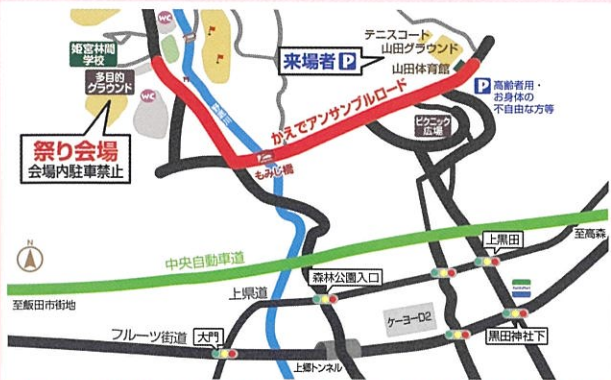 WC
姫宮林間
学校
多目的
グラウンド
WC
祭り会場
会場内駐車禁止
来場者 P
テニスコート
山田グラウンド
山田体育館
P 高齢者用・
お身体の
不自由な方等
ピクニック
広場
かえでアンサンブルロード
もみじ橋
N
中央自動車道
至飯田市街地
至高森
上黒田
上県道
森林公園入口
FamilyMart
ケーヨーD2
フルーツ街道
大門
上郷トンネル
黒田神社下